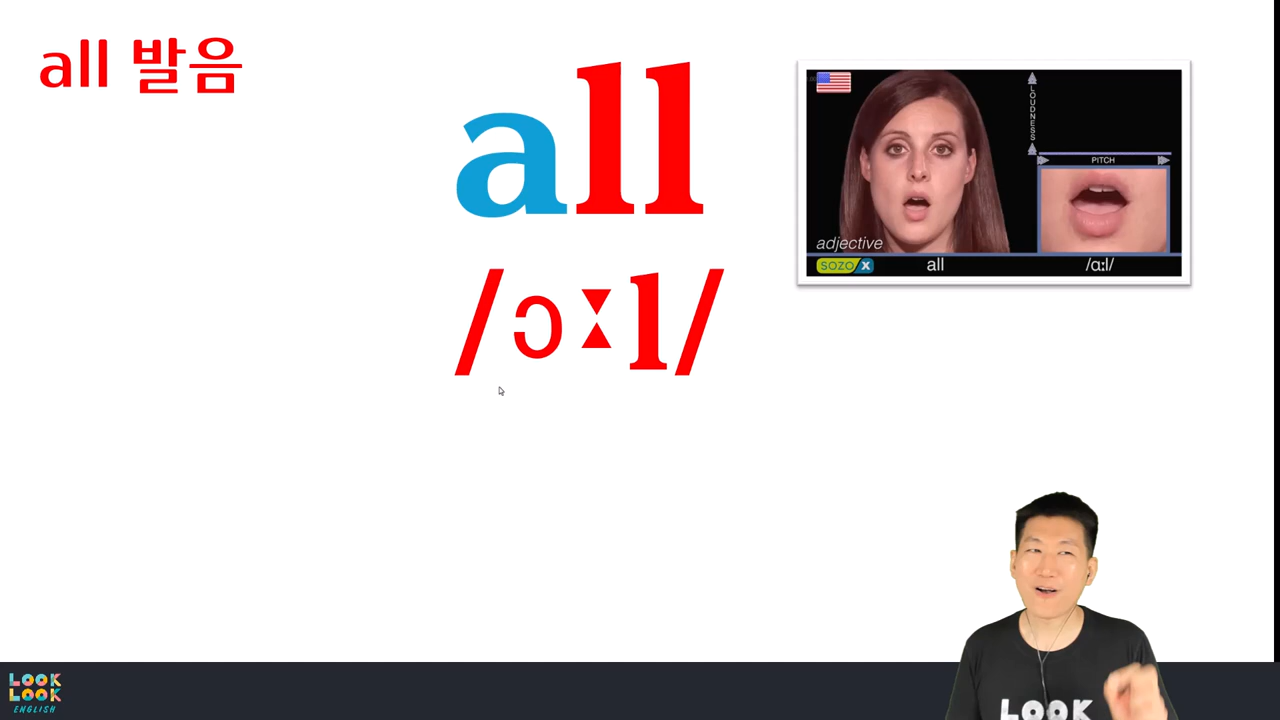 all 발음
all
/ɔːl/
LOUDNESS
PITCH
adjective
SOZO X
all
/ɑːl/
LOOK
LOOK
ENGLISH
LOOK